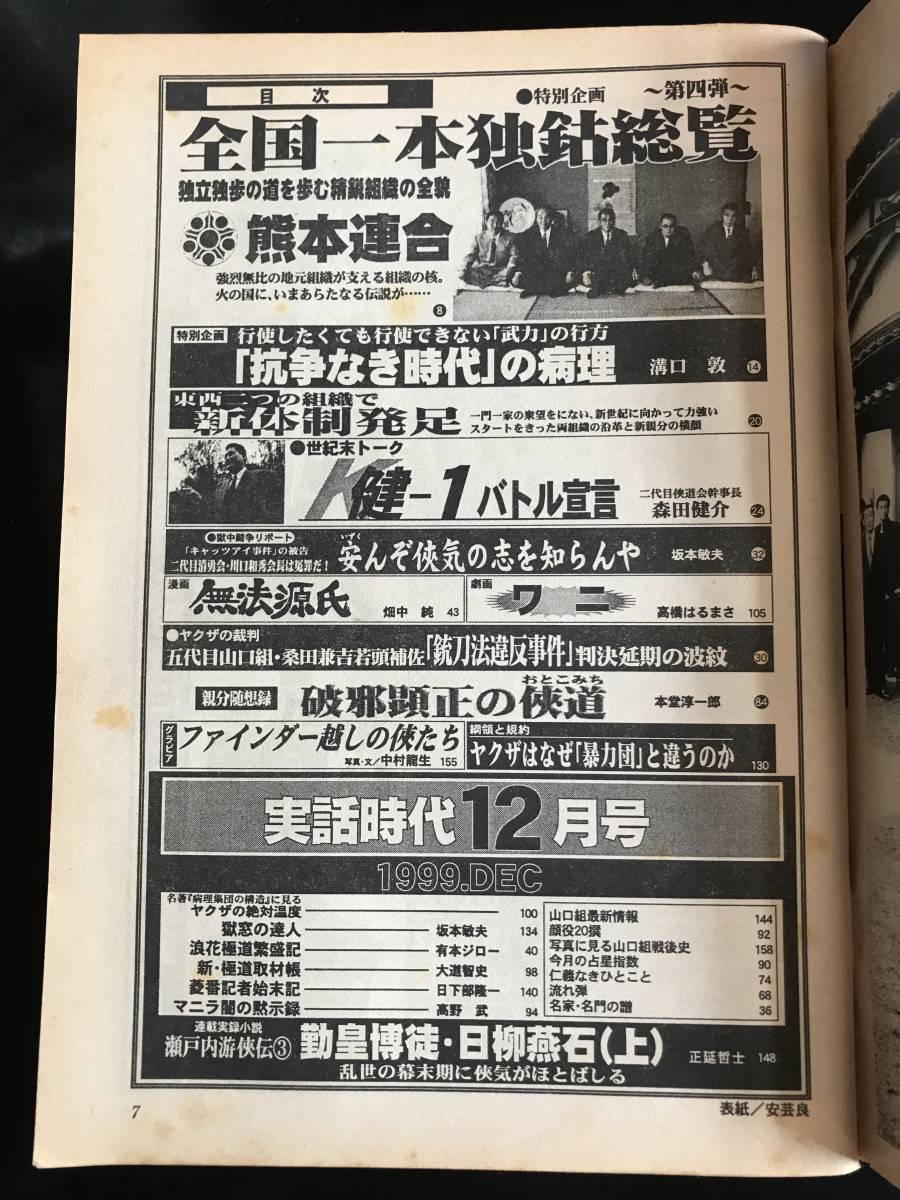 目次
●特別企画 ～第四弾～
全国一本独鈷総覧
独立独歩の道を歩む精鋭組織の全貌
熊本連合
強烈無比の地元組織が支える組織の核。
火の国に、いまあらたなる伝説が……
8
特別企画 行使したくても行使できない「武力」の行方
「抗争なき時代」の病理 溝口 敦 14
東西二つの組織で
新体制発足
一門一家の衆望をにない、新世紀に向かって力強い
スタートをきった両組織の沿革と新親分の横顔
20
●世紀末トーク
K 健-1バトル宣言
二代目侠道会幹事長
森田健介 24
●獄中闘争リポート
「キャッツアイ事件」の被告
二代目清勇会・川口和秀会長は冤罪だ!
いずく
安んぞ侠気の志を知らんや 坂本敏夫 32
漫画
無法源氏 畑中 純 43
劇画
ワニ 高橋はるまさ 105
●ヤクザの裁判
五代目山口組・桑田兼吉若頭補佐「銃刀法違反事件」判決延期の波紋 30
おとこみち
親分随想録 破邪顕正の侠道 本堂淳一郎 84
グラビア
ファインダー越しの侠たち
写真・文/中村龍生 155
綱領と規約
ヤクザはなぜ「暴力団」と違うのか 130
実話時代12月号
1999.DEC
名著『病理集団の構造』に見る
ヤクザの絶対温度 100
獄窓の達人 坂本敏夫 134
浪花極道繁盛記 有本ジロー 40
新・極道取材帳 大道智史 98
菱番記者始末記 日下部隆一 140
マニラ闇の黙示録 高野 武 94
山口組最新情報 144
顔役20撰 92
写真に見る山口組戦後史 158
今月の占星指数 90
仁義なきひとこと 74
流れ弾 68
名家・名門の譜 36
連載実録小説
瀬戸内游侠伝③ 勤皇博徒・日柳燕石(上) 正延哲士 148
乱世の幕末期に侠気がほとばしる
7
表紙/安芸良